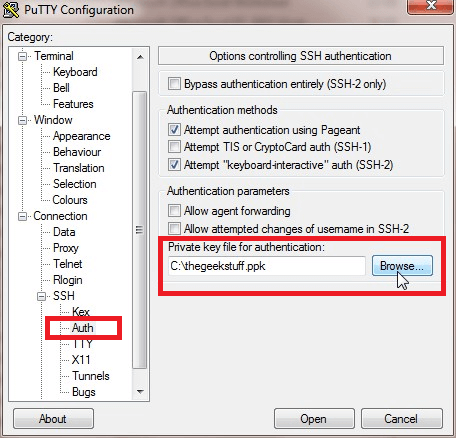 PuTTY Configuration
Category:
Terminal
Keyboard
Bell
Features
Window
Appearance
Behaviour
Translation
Selection
Colours
Connection
Data
Proxy
Telnet
Rlogin
SSH
Kex
Auth
TTY
X11
Tunnels
Bugs
Options controlling SSH authentication
Bypass authentication entirely (SSH-2 only)
Authentication methods
Attempt authentication using Pageant
Attempt TIS or CryptoCard auth (SSH-1)
Attempt "keyboard-interactive" auth (SSH-2)
Authentication parameters
Allow agent forwarding
Allow attempted changes of username in SSH-2
Private key file for authentication:
C:\thegeekstuff.ppk Browse...
About Open Cancel